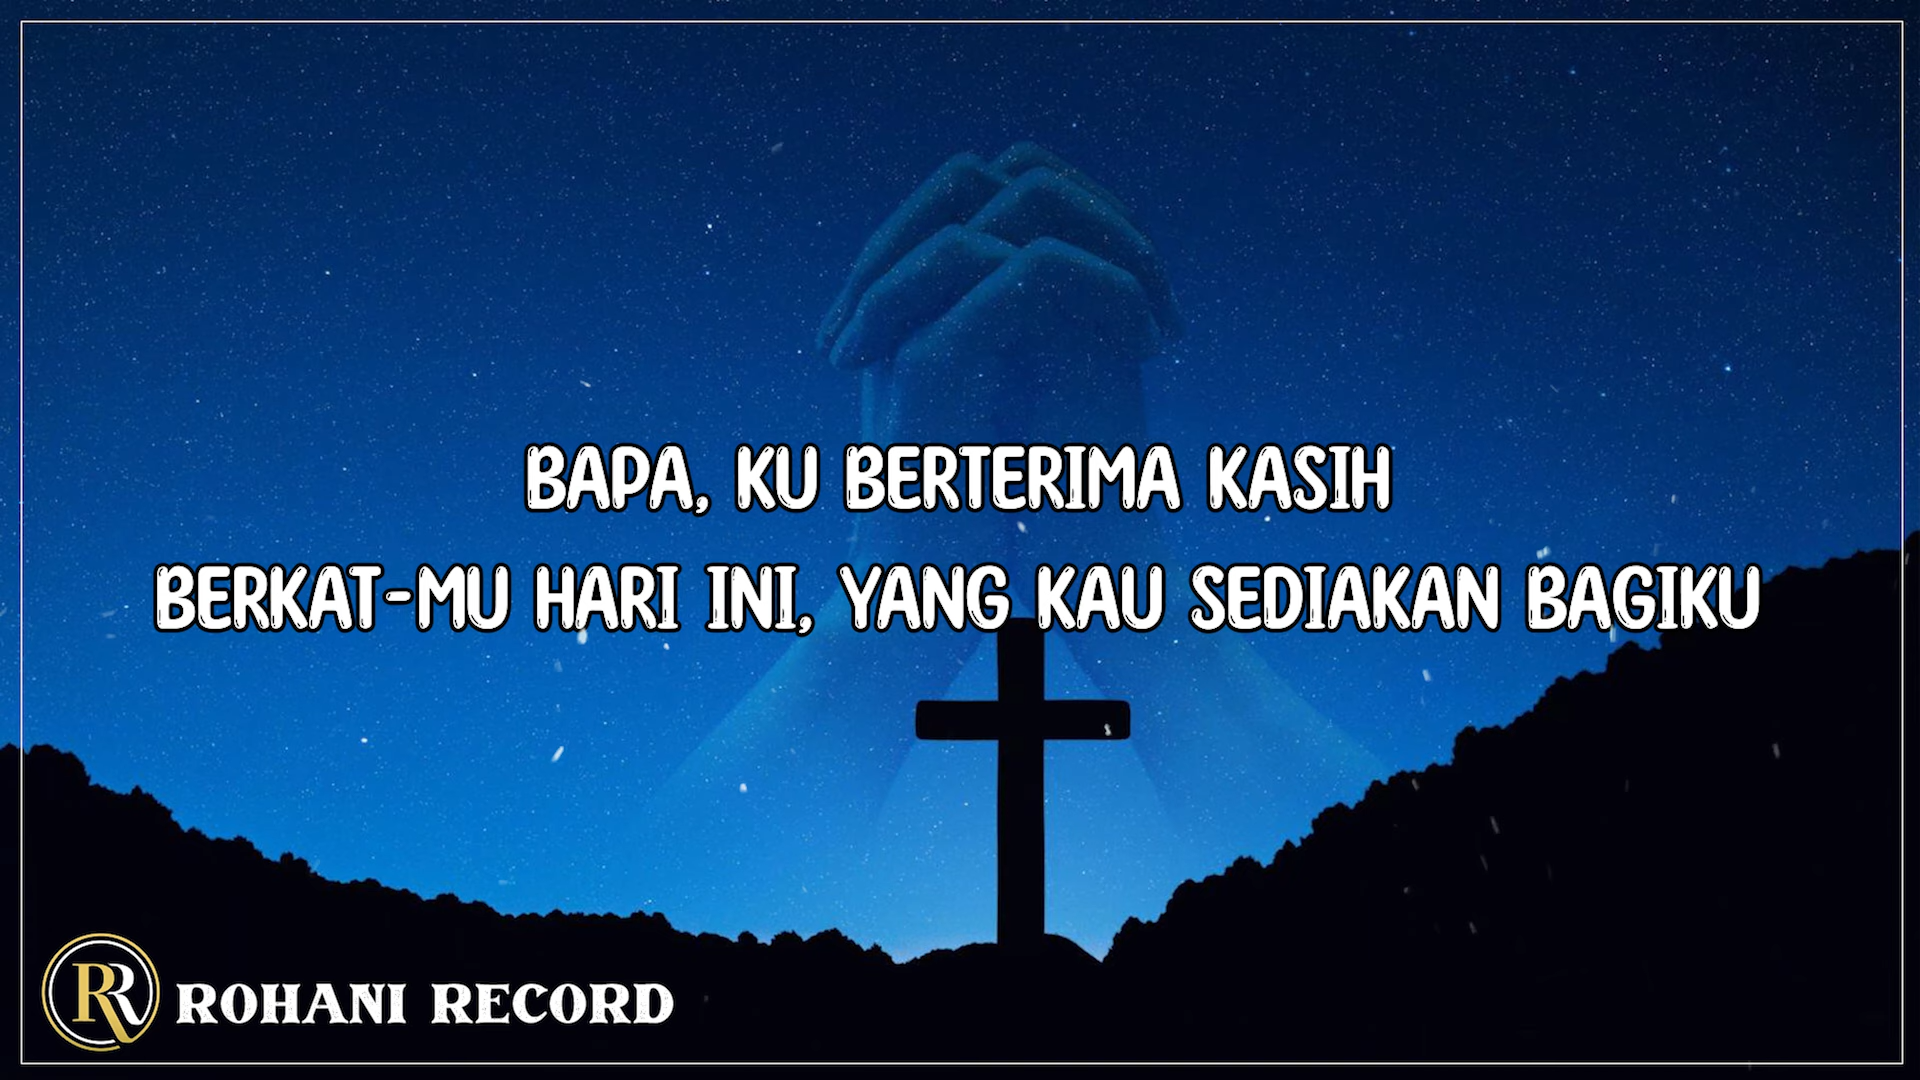 BAPA, KU BERTERIMA KASIH
BERKAT-MU HARI INI, YANG KAU SEDIAKAN BAGIKU
RR ROHANI RECORD